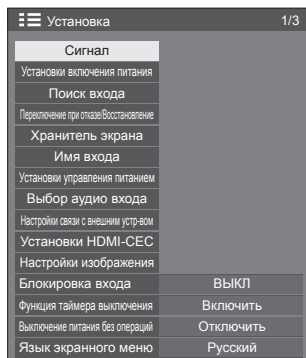 Установка 1/3
Сигнал
Установки включения питания
Поиск входа
Переключение при отказе/Восстановление
Хранитель экрана
Имя входа
Установки управления питанием
Выбор аудио входа
Настройки связи с внешним устр-вом
Установки HDMI-CEC
Настройки изображения
Блокировка входа ВЫКЛ
Функция таймера выключения Включить
Выключение питания без операций Отключить
Язык экранного меню Русский